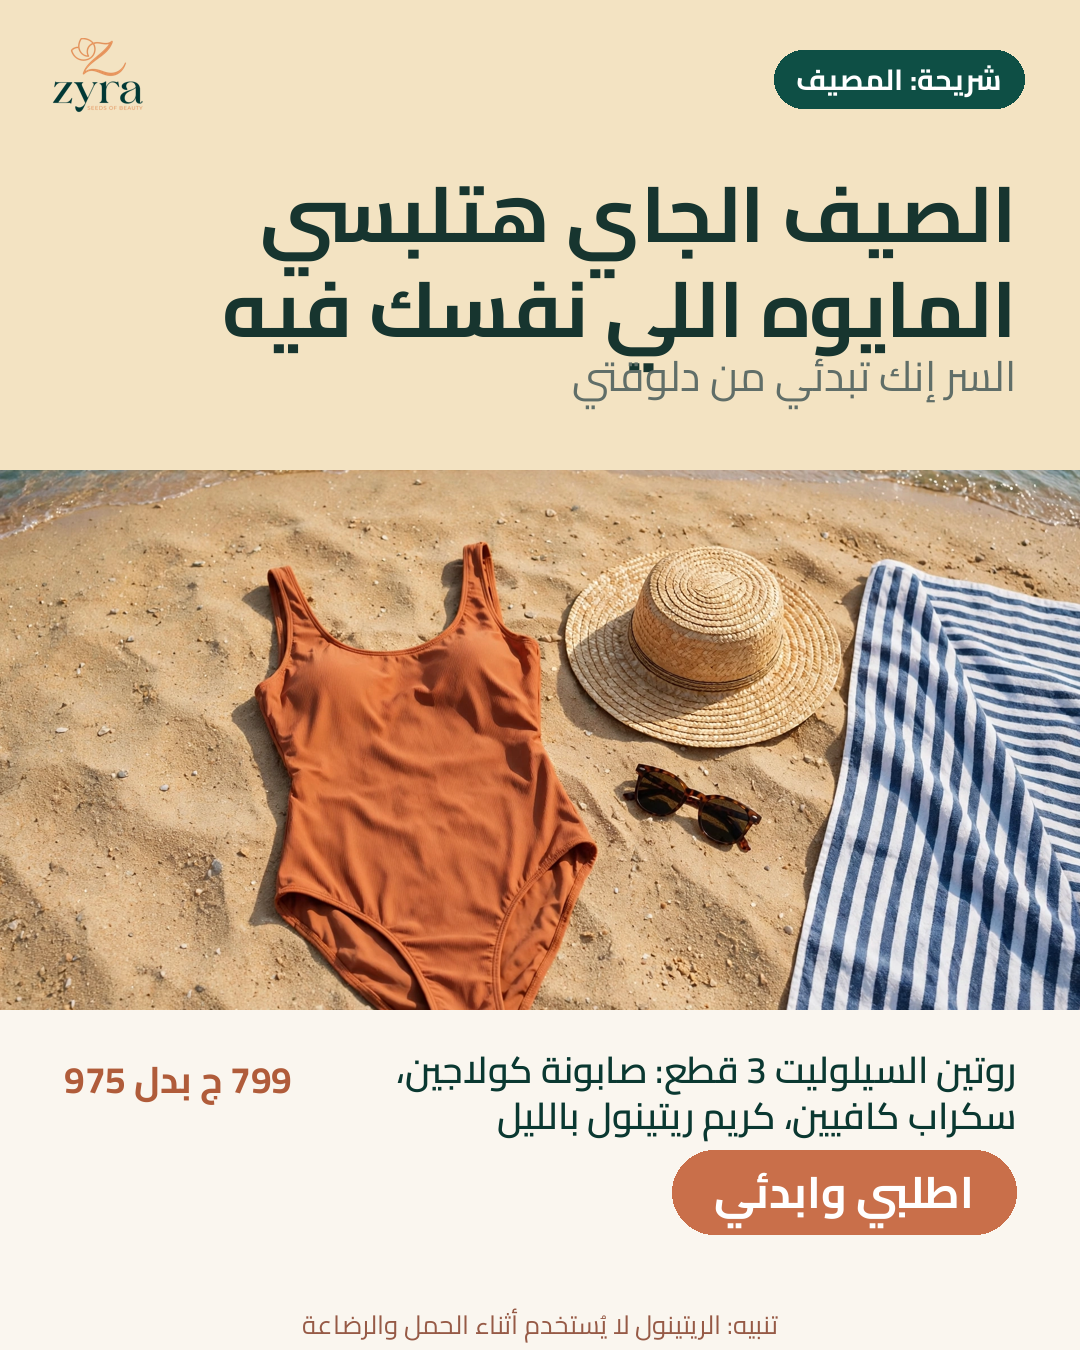 zyra
SEEDS OF BEAUTY
شريحة: المصيف
الصيف الجاي هتلبسي
المايوه اللي نفسك فيه
السر إنك تبدئي من دلوقتي
روتين السيلوليت 3 قطع: صابونة كولاجين،
سكراب كافيين، كريم ريتينول بالليل
799 ج بدل 975
اطلبي وابدئي
تنبيه: الريتينول لا يُستخدم أثناء الحمل والرضاعة